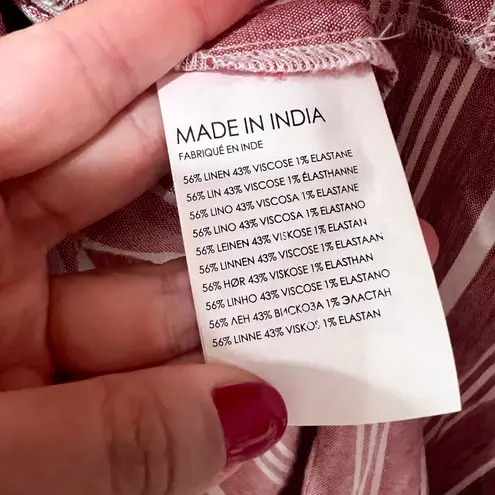 MADE IN INDIA
FABRIQUÉ EN INDE
56% LINEN 43% VISCOSE 1% ELASTANE
56% LIN 43% VISCOSE 1% ÉLASTHANNE
56% LINO 43% VISCOSA 1% ELASTANE
56% LINO 43% VISCOSA 1% ELASTANO
56% LEINEN 43% VISKOSE 1% ELASTAN
56% LINNEN 43% VISCOSE 1% ELASTAAN
56% HØR 43% VISKOSE 1% ELASTHAN
56% LINHO 43% VISCOSE 1% ELASTANO
56% ЛЕН 43% ВИСКОЗА 1% ЭЛАСТАН
56% LINNE 43% VISKOS 1% ELASTAN